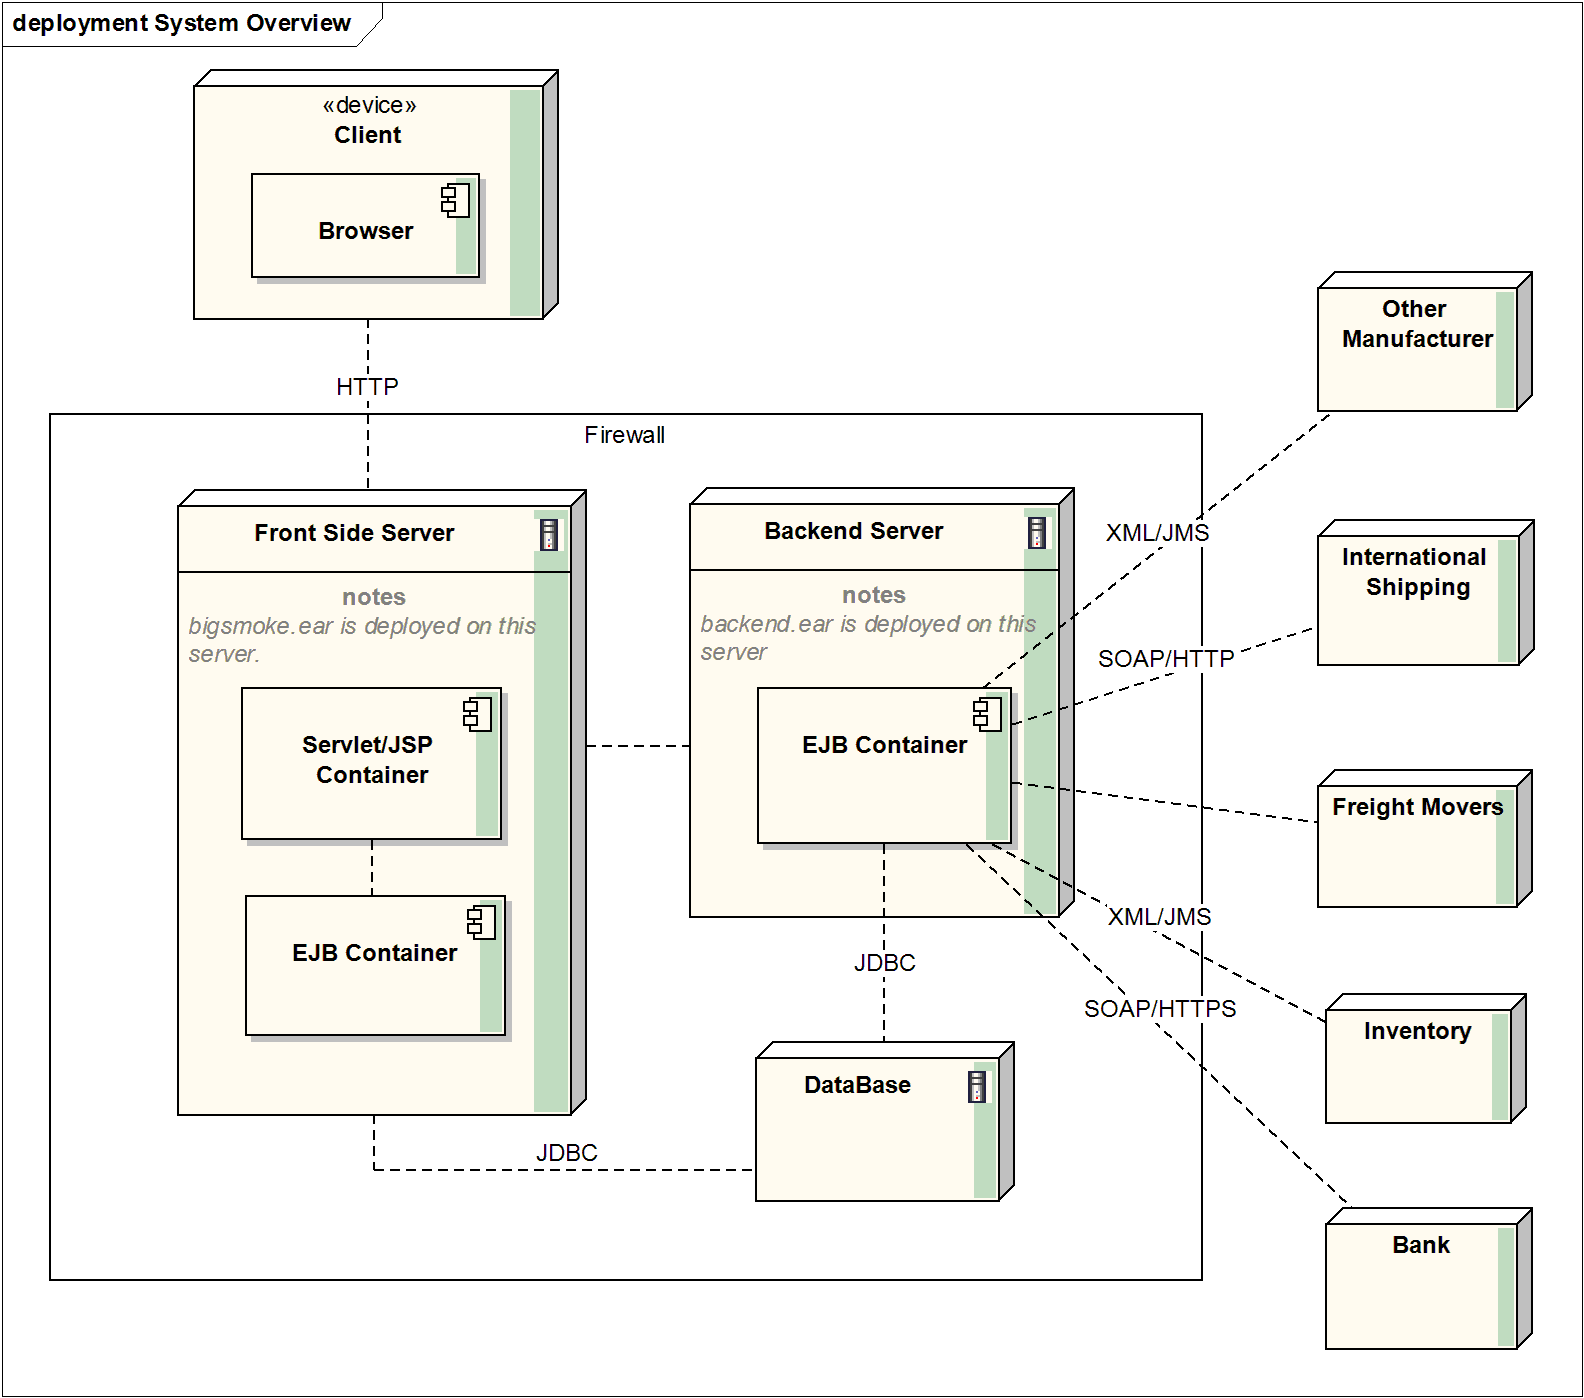 deployment System Overview
«device»
Client
Browser
HTTP
Firewall
Front Side Server
notes
bigsmoke.ear is deployed on this
server.
Servlet/JSP
Container
EJB Container
Backend Server
notes
backend.ear is deployed on this
server
EJB Container
JDBC
JDBC
DataBase
XML/JMS
SOAP/HTTP
XML/JMS
SOAP/HTTPS
Other
Manufacturer
International
Shipping
Freight Movers
Inventory
Bank